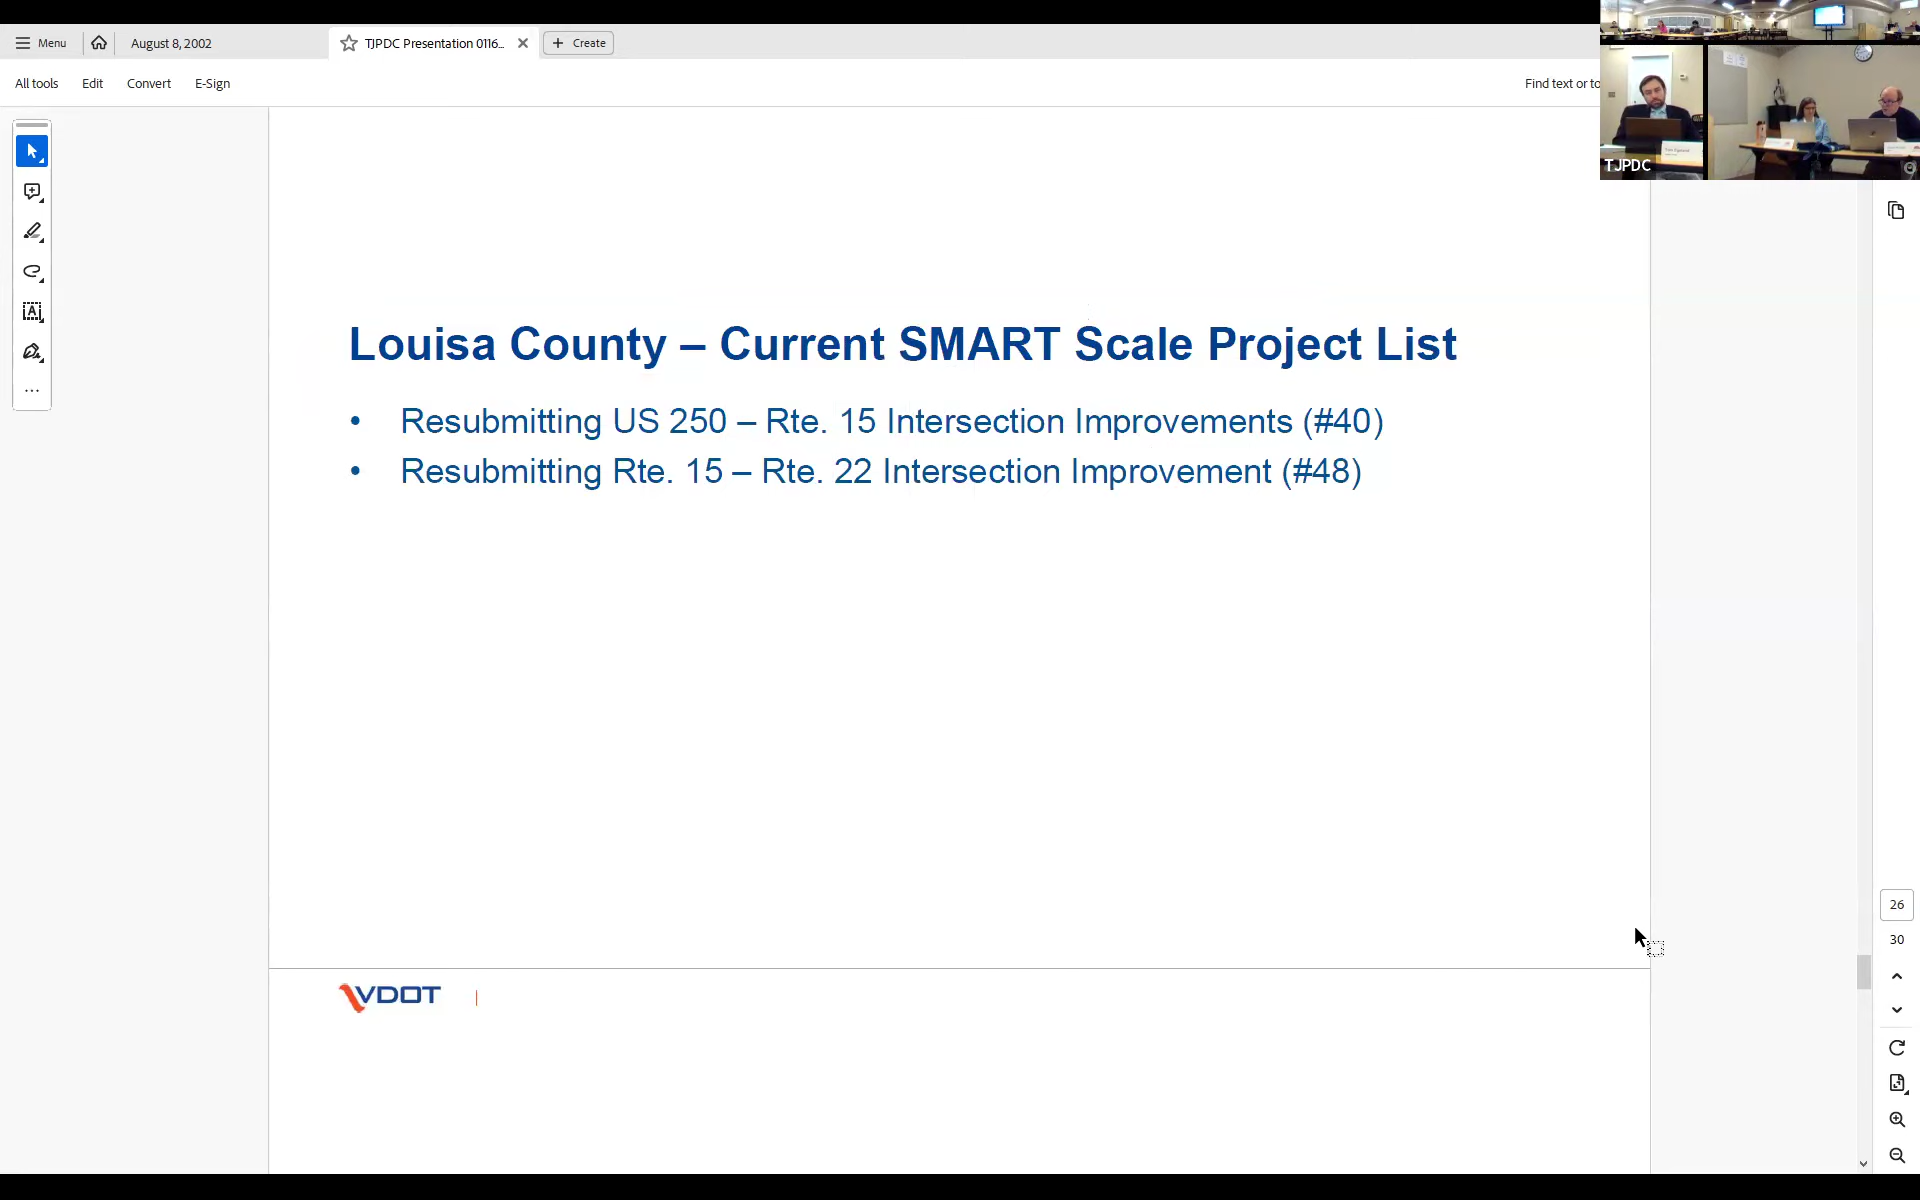 Menu
August 8, 2002
TJPDC Presentation 0116...
Create
All tools
Edit
Convert
E-Sign
Find text or to
TJPDC
Louisa County – Current SMART Scale Project List
• Resubmitting US 250 – Rte. 15 Intersection Improvements (#40)
• Resubmitting Rte. 15 – Rte. 22 Intersection Improvement (#48)
VDOT
26
30